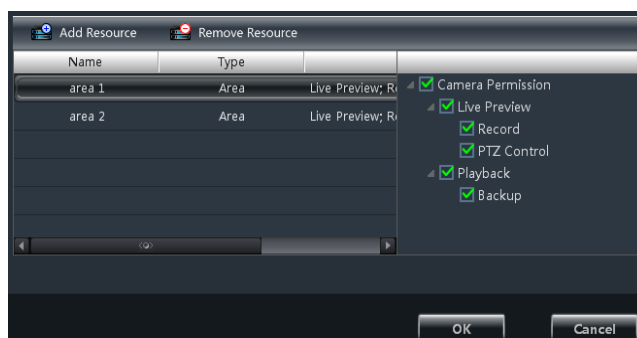 Add Resource Remove Resource
Name Type
area 1 Area Live Preview;
area 2 Area Live Preview;
Camera Permission
Live Preview
Record
PTZ Control
Playback
Backup
OK Cancel